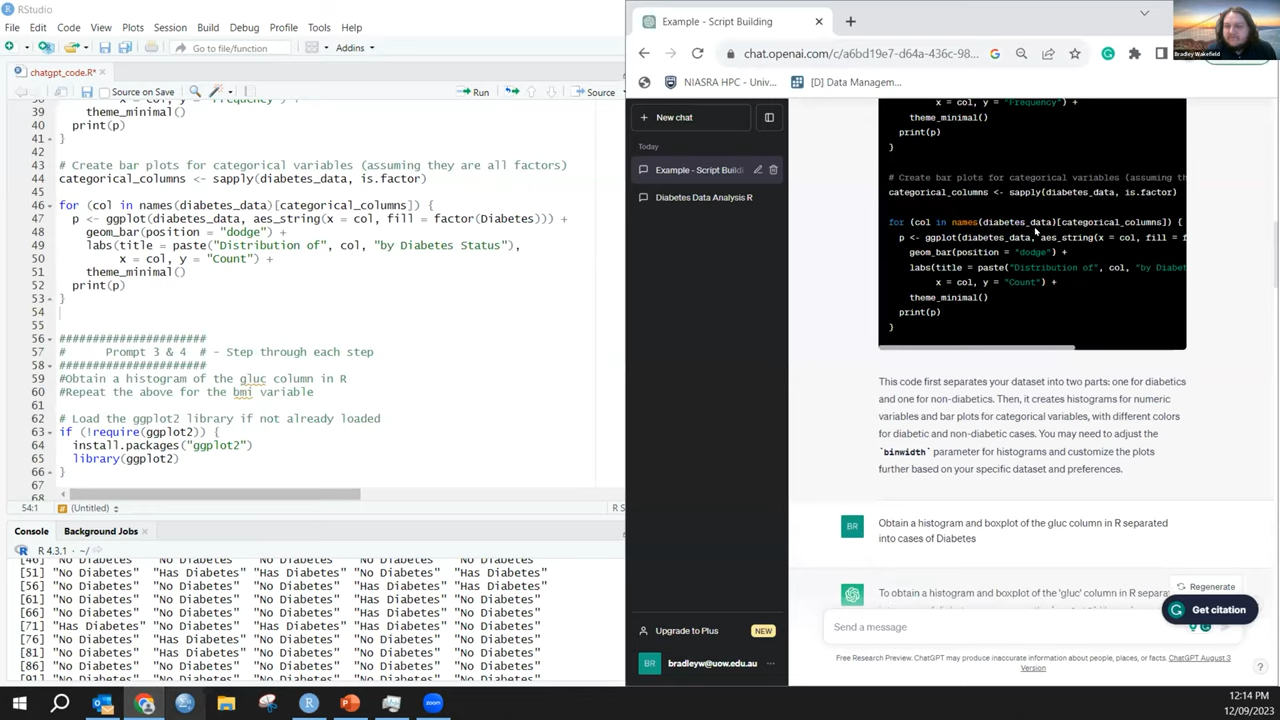 RStudio
File Edit Code View Plots Session Build Debug Profile Tools Help
Go to file/function
Addins
chatgpt_code.R*
Source on Save
Run
Source
39 theme_minimal()
40 print(p)
41 }
42
43 # Create bar plots for categorical variables (assuming they are all factors)
44 categorical_columns <- sapply(diabetes_data, is.factor)
45
46 for (col in names(diabetes_data)[categorical_columns]) {
47 p <- ggplot(diabetes_data, aes_string(x = col, fill = factor(Diabetes))) +
48 geom_bar(position = "dodge") +
49 labs(title = paste("Distribution of", col, "by Diabetes Status"),
50 x = col, y = "Count") +
51 theme_minimal()
52 print(p)
53 }
54
55
56 ######################
57 # Prompt 3 & 4 # - Step through each step
58 ######################
59 #Obtain a histogram of the gluc column in R
60 #Repeat the above for the bmi variable
61
62 # Load the ggplot2 library if not already loaded
63 if (!require(ggplot2)) {
64 install.packages("ggplot2")
65 library(ggplot2)
66 }
67
68
54:1 (Untitled) R S
Console Background Jobs
R 4.3.1 · ~/
[46] "No Diabetes" "Has Diabetes" "No Diabetes" "No Diabetes" "No Diabetes"
[51] "No Diabetes" "Has Diabetes" "Has Diabetes" "No Diabetes" "Has Diabetes"
[56] "No Diabetes" "No Diabetes" "Has Diabetes" "Has Diabetes" "No Diabetes"
[61] "No Diabetes" "No Diabetes" "No Diabetes" "Has Diabetes" "No Diabetes"
[66] "No Diabetes" "No Diabetes" "Has Diabetes" "No Diabetes" "No Diabetes"
[71] "Has Diabetes" "No Diabetes" "Has Diabetes" "No Diabetes" "No Diabetes"
[76] "No Diabetes" "No Diabetes" "No Diabetes" "Has Diabetes" "No Diabetes"
[81] "No Diabetes" "No Diabetes" "Has Diabetes" "No Diabetes" "Has Diabetes"
[86] "No Diabetes" "No Diabetes" "No Diabetes" "No Diabetes" "No Diabetes"
Example - Script Building
chat.openai.com/c/a6bd19e7-d64a-436c-98...
NIASRA HPC - Univ... [D] Data Managem...
Bradley Wakefield
New chat
Today
Example - Script Buildi
Diabetes Data Analysis R
Upgrade to Plus NEW
BR bradleyw@uow.edu.au
x = col, y = "Frequency") +
theme_minimal()
print(p)
}
# Create bar plots for categorical variables (assuming th
categorical_columns <- sapply(diabetes_data, is.factor)
for (col in names(diabetes_data)[categorical_columns]) {
p <- ggplot(diabetes_data, aes_string(x = col, fill = f
geom_bar(position = "dodge") +
labs(title = paste("Distribution of", col, "by Diabet
x = col, y = "Count") +
theme_minimal()
print(p)
}
This code first separates your dataset into two parts: one for diabetics
and one for non-diabetics. Then, it creates histograms for numeric
variables and bar plots for categorical variables, with different colors
for diabetic and non-diabetic cases. You may need to adjust the
`binwidth` parameter for histograms and customize the plots
further based on your specific dataset and preferences.
BR Obtain a histogram and boxplot of the gluc column in R separated
into cases of Diabetes
To obtain a histogram and boxplot of the 'gluc' column in R separa
Regenerate
Get citation
Send a message
Free Research Preview. ChatGPT may produce inaccurate information about people, places, or facts. ChatGPT August 3
Version
12:14 PM
12/09/2023